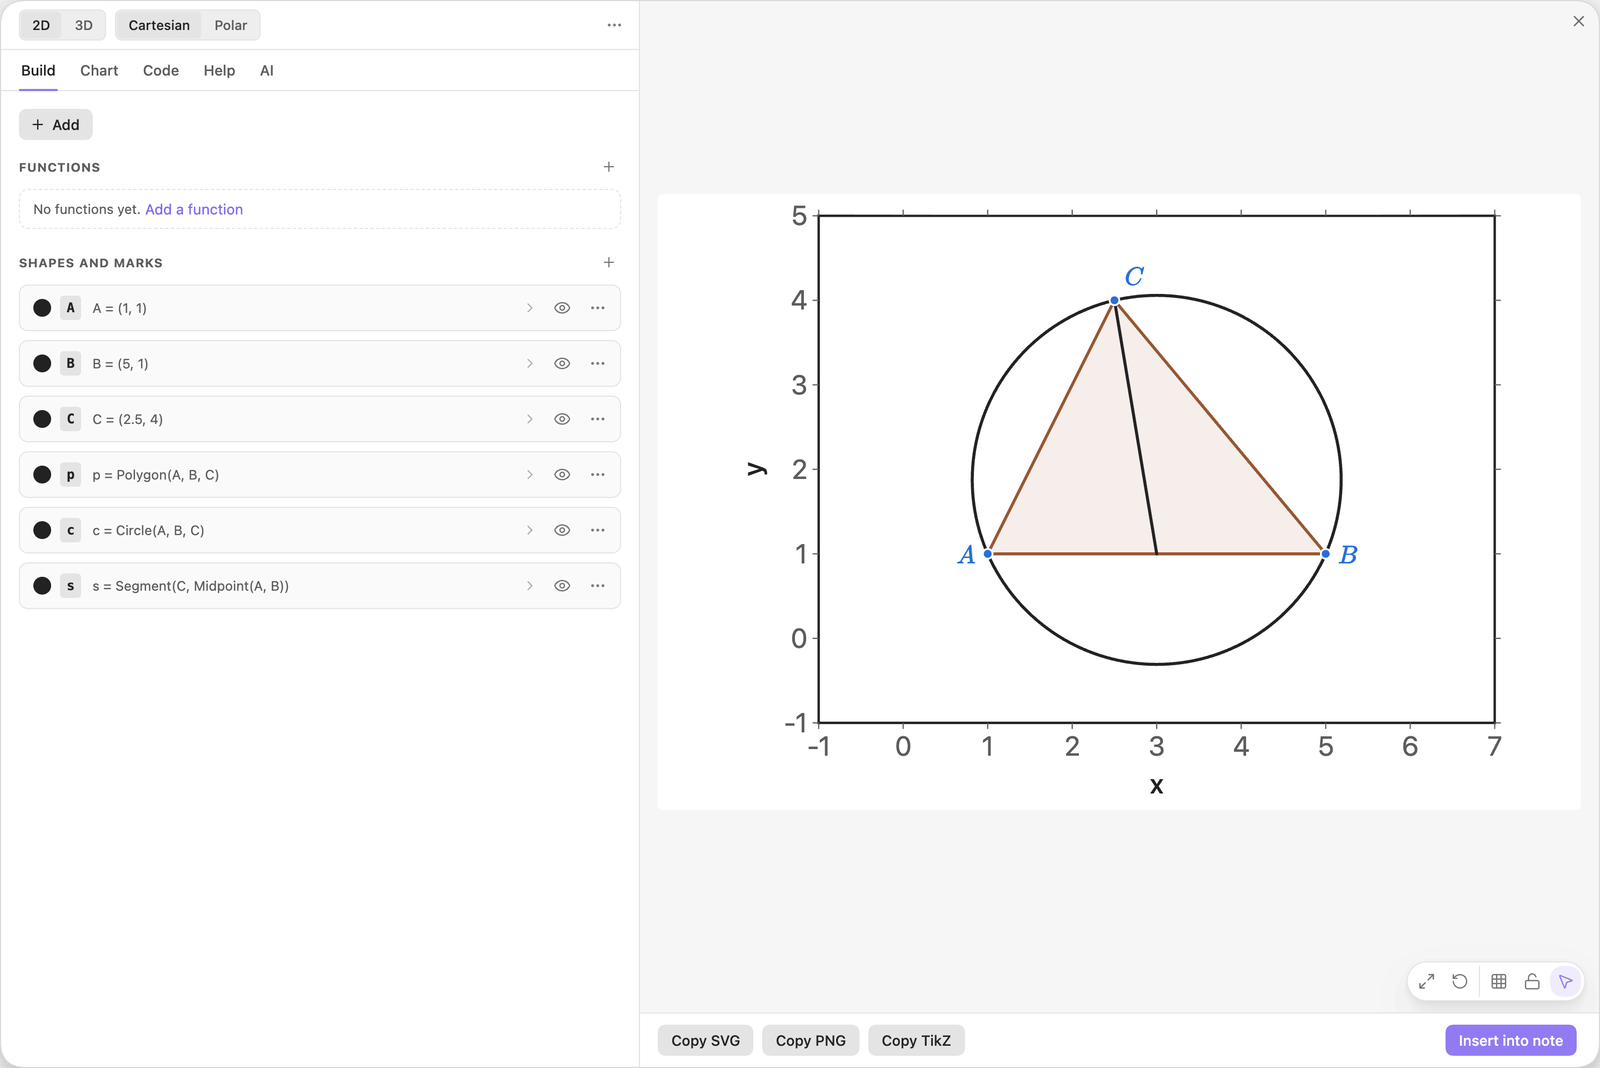 2D 3D Cartesian Polar
Build Chart Code Help AI
+ Add
FUNCTIONS
No functions yet. Add a function
SHAPES AND MARKS
A A = (1, 1)
B B = (5, 1)
C C = (2.5, 4)
p p = Polygon(A, B, C)
c c = Circle(A, B, C)
s s = Segment(C, Midpoint(A, B))
5
4
3
2
1
0
-1
y
C
A
B
-1 0 1 2 3 4 5 6 7
x
Copy SVG Copy PNG Copy TikZ Insert into note